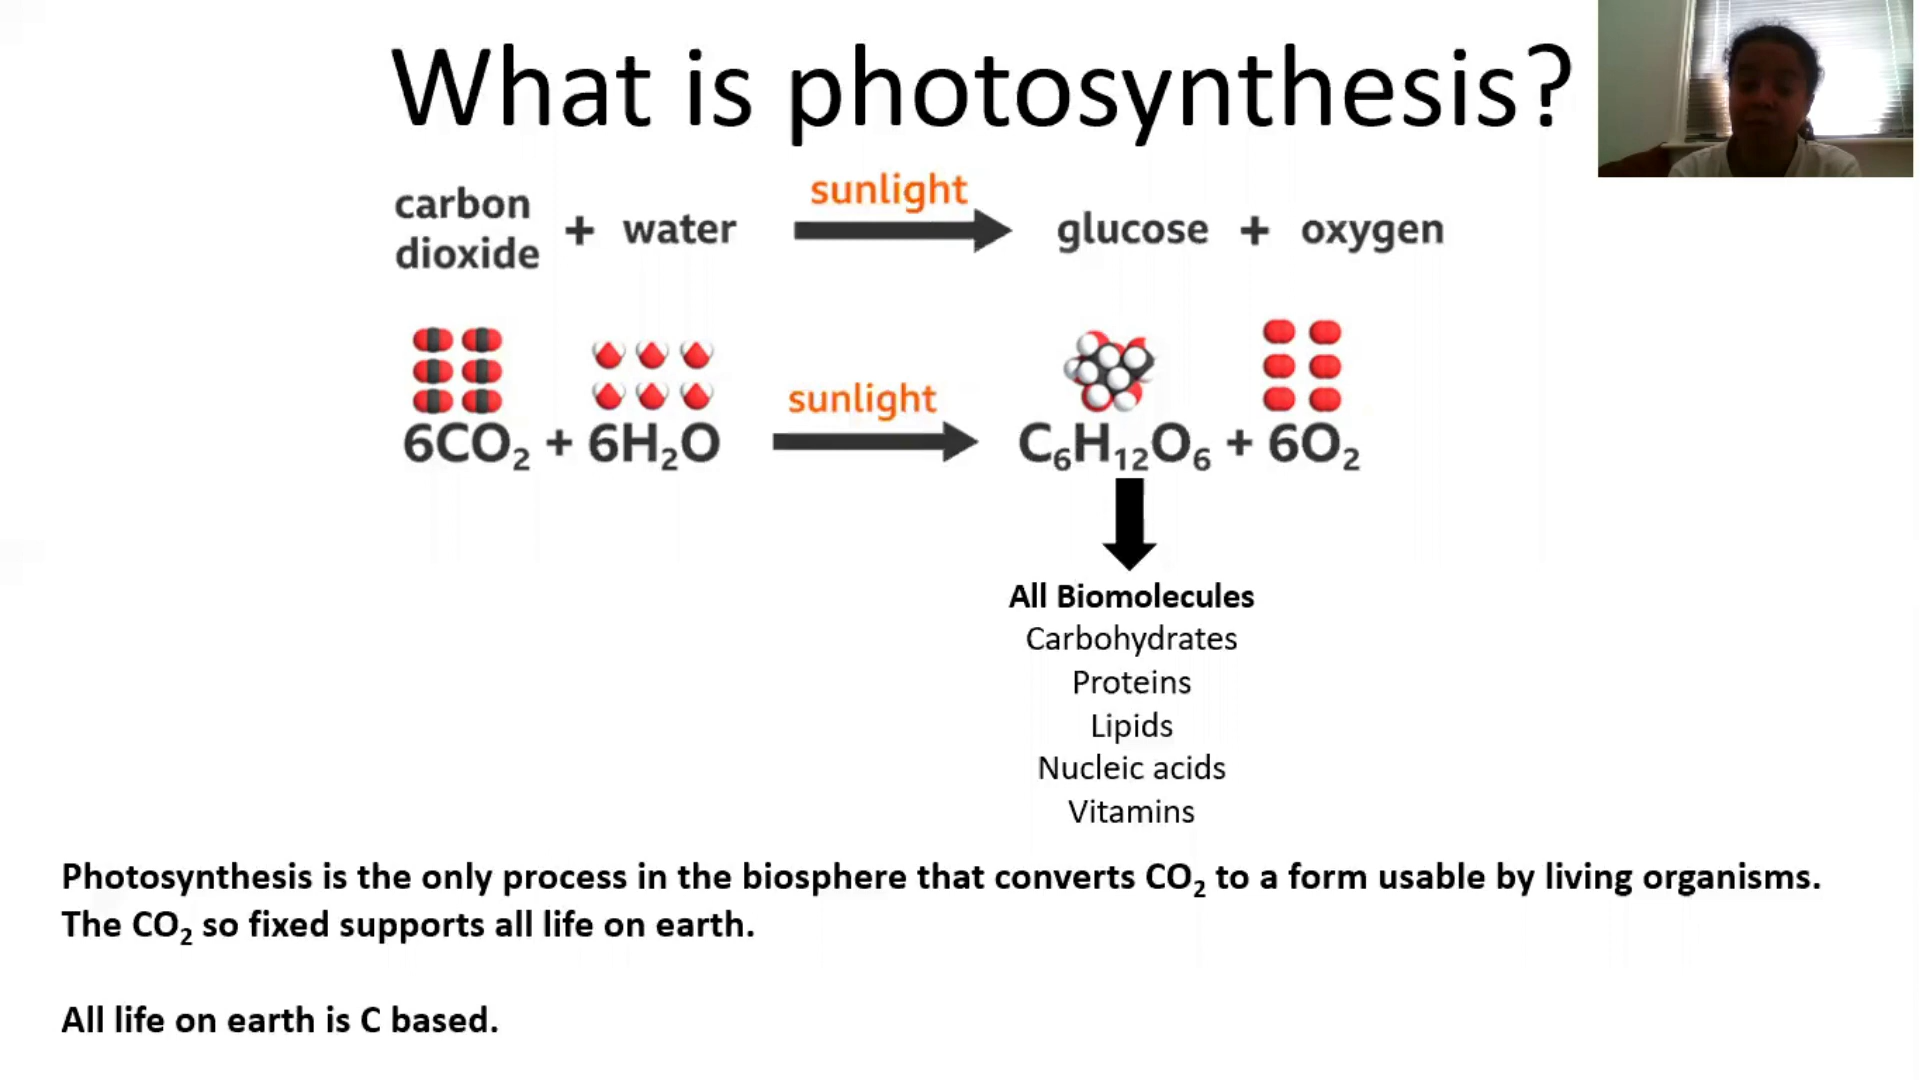 What is photosynthesis?
sunlight
carbon dioxide + water glucose + oxygen
sunlight
6CO₂ + 6H₂O C₆H₁₂O₆ + 6O₂
All Biomolecules
Carbohydrates
Proteins
Lipids
Nucleic acids
Vitamins
Photosynthesis is the only process in the biosphere that converts CO₂ to a form usable by living organisms.
The CO₂ so fixed supports all life on earth.
All life on earth is C based.